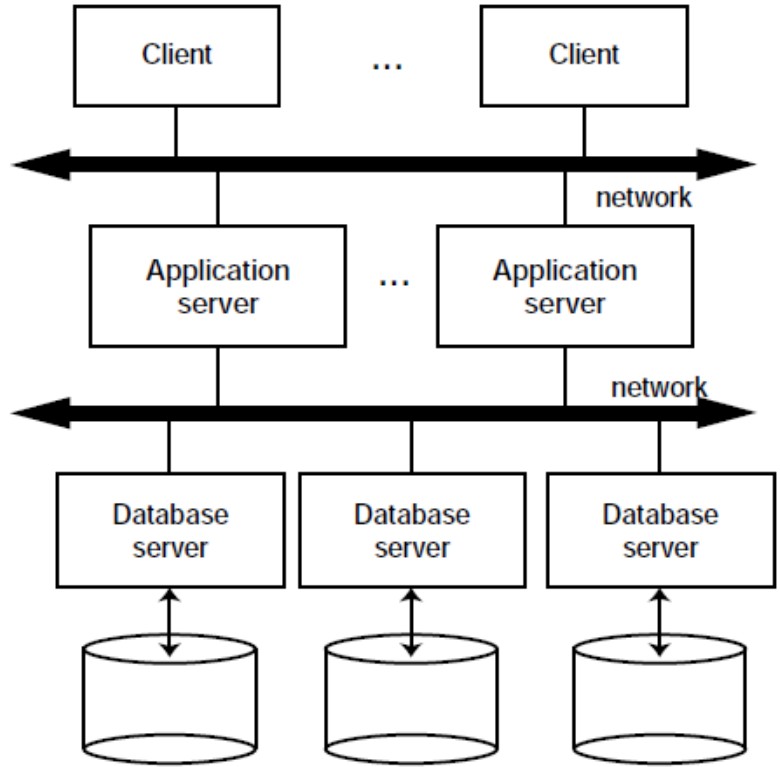 Client
...
Client
network
Application
server
...
Application
server
network
Database
server
Database
server
Database
server